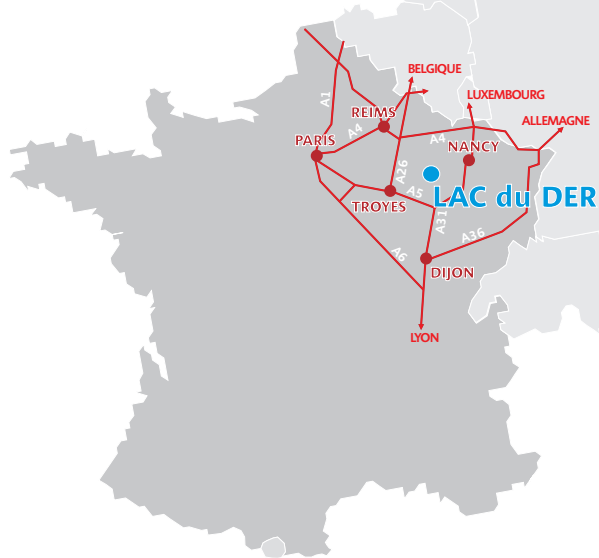 BELGIQUE
LUXEMBOURG
A1
REIMS
ALLEMAGNE
PARIS
A4
A4
NANCY
A26
LAC du DER
TROYES
A5
A31
A36
A6
DIJON
LYON